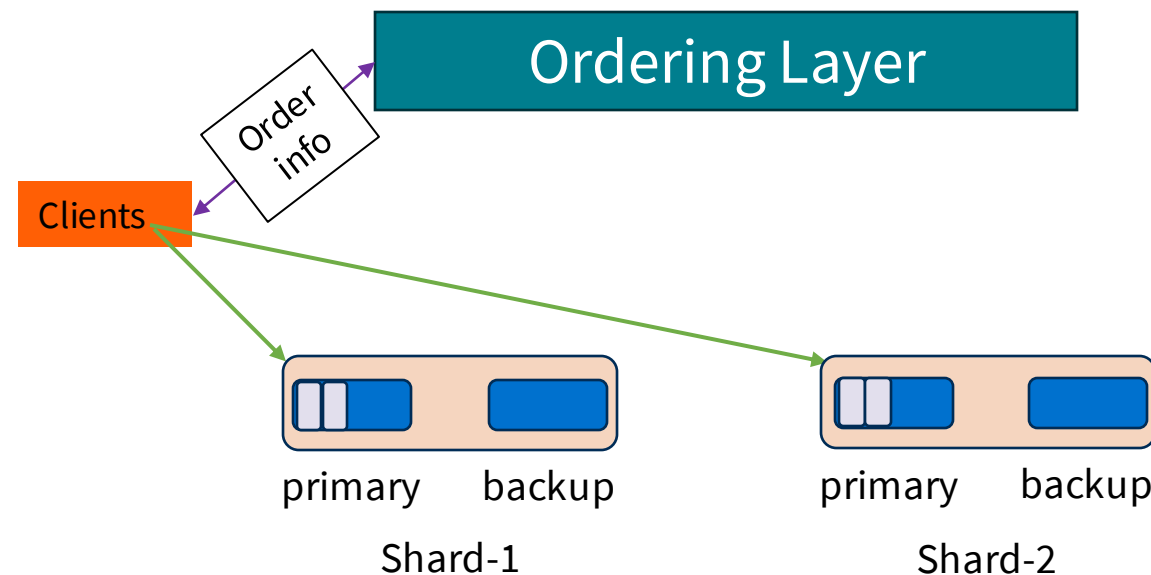 Ordering Layer
Order
info
Clients
primary
backup
primary
backup
Shard-1
Shard-2